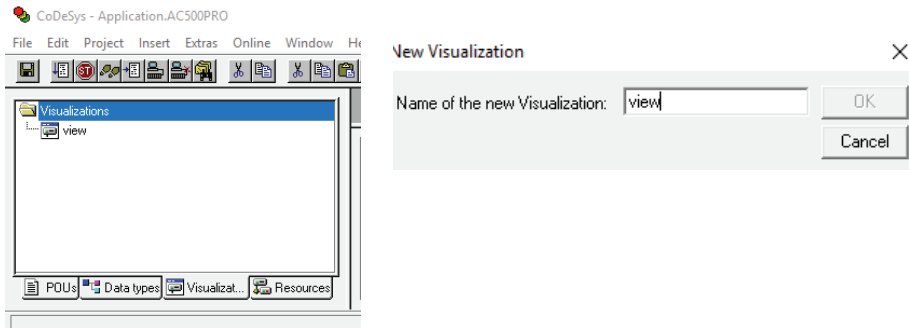 CoDeSys - Application.AC500PRO
File Edit Project Insert Extras Online Window He
Visualizations
view
POUs Data types Visualizat... Resources
New Visualization
Name of the new Visualization: view OK
Cancel